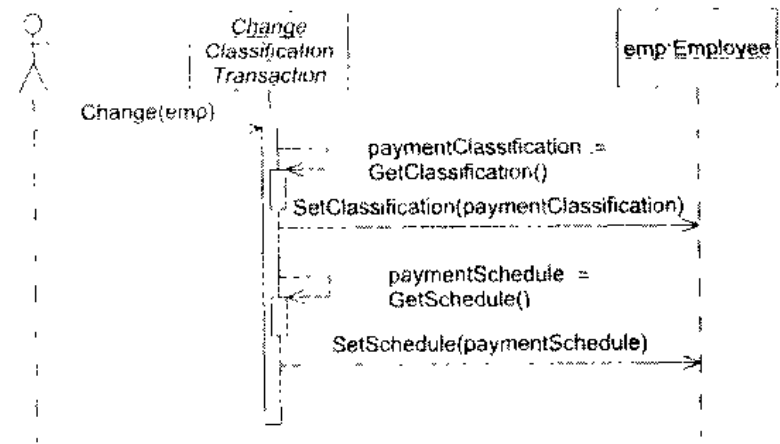 Change
Classification
Transaction
emp:Employee
Change(emp)
paymentClassification :=
GetClassification()
SetClassification(paymentClassification)
paymentSchedule :=
GetSchedule()
SetSchedule(paymentSchedule)